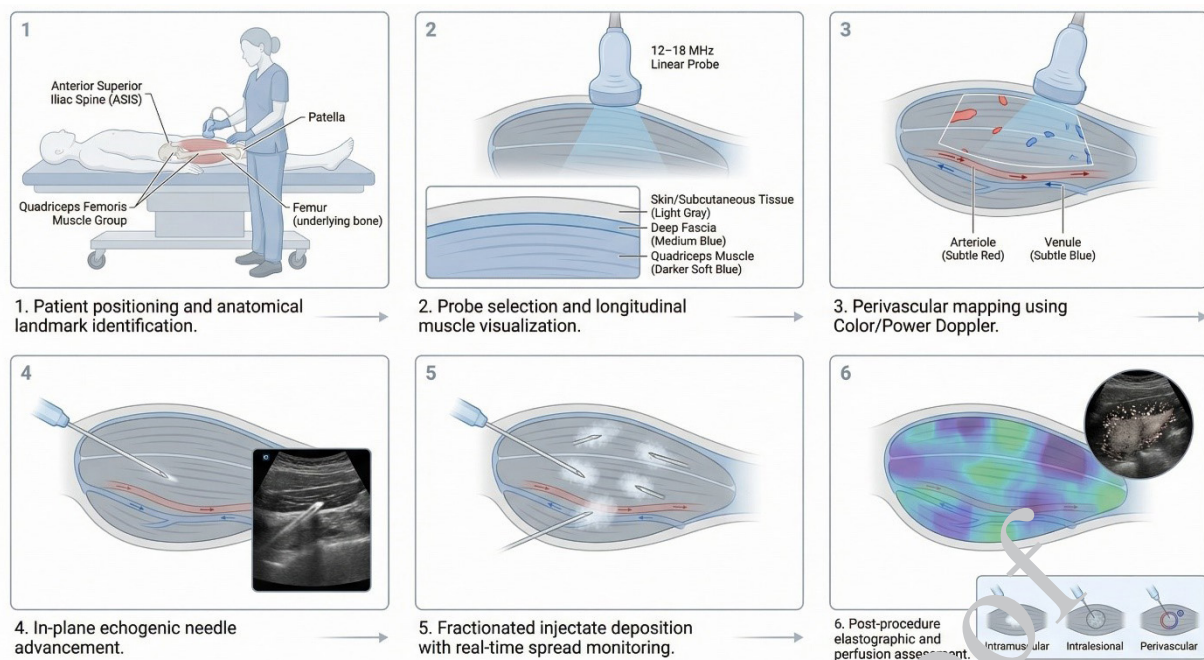 1
Anterior Superior
Iliac Spine (ASIS)
Patella
Quadriceps Femoris
Muscle Group
Femur
(underlying bone)
1. Patient positioning and anatomical
landmark identification.
2
12–18 MHz
Linear Probe
Skin/Subcutaneous Tissue
(Light Gray)
Deep Fascia
(Medium Blue)
Quadriceps Muscle
(Darker Soft Blue)
2. Probe selection and longitudinal
muscle visualization.
3
Arteriole
(Subtle Red)
Venule
(Subtle Blue)
3. Perivascular mapping using
Color/Power Doppler.
4
4. In-plane echogenic needle
advancement.
5
5. Fractionated injectate deposition
with real-time spread monitoring.
6
6. Post-procedure
elastographic and
perfusion assessment.
Intramuscular
Intralesional
Perivascular
of